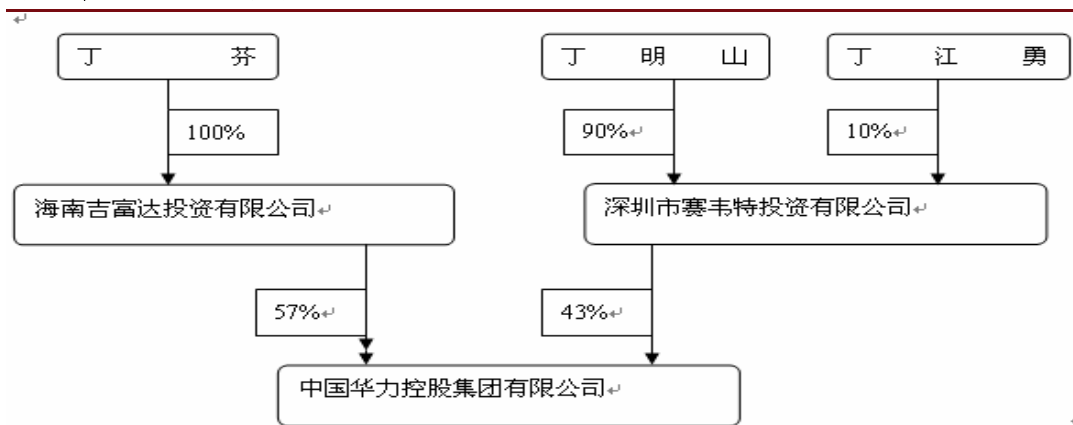 丁 芬
丁 明 山
丁 江 勇
100%
90%
10%
海南吉富达投资有限公司
深圳市赛韦特投资有限公司
57%
43%
中国华力控股集团有限公司